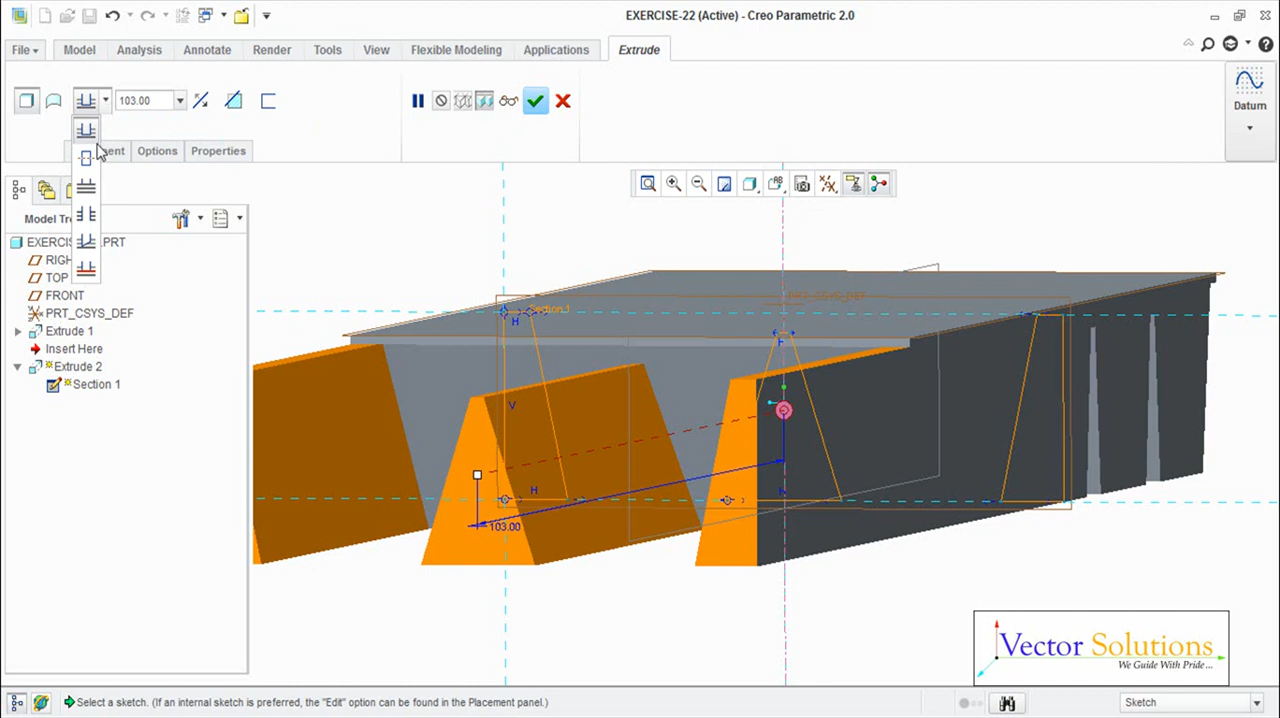 EXERCISE-22 (Active) - Creo Parametric 2.0
File Model Analysis Annotate Render Tools View Flexible Modeling Applications Extrude
103.00
Datum
ment Options Properties
Model Tr
EXERCIS .PRT
RIGH
TOP
FRONT
PRT_CSYS_DEF
Extrude 1
Insert Here
Extrude 2
Section 1
PRT_CSYS_DEF
Section 1
H
H
V
H
103.00
Vector Solutions
We Guide With Pride...
Select a sketch. (If an internal sketch is preferred, the "Edit" option can be found in the Placement panel.)
Sketch